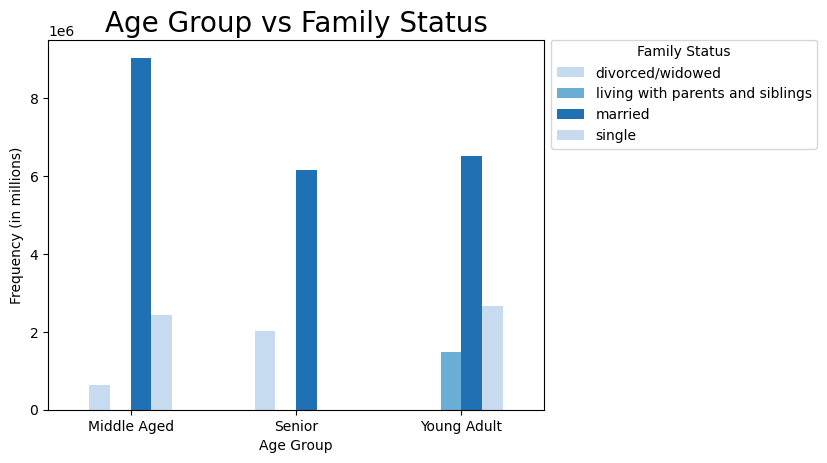 Age Group vs Family Status
1e6
8
6
4
2
0
Frequency (in millions)
Middle Aged
Senior
Young Adult
Age Group
Family Status
divorced/widowed
living with parents and siblings
married
single